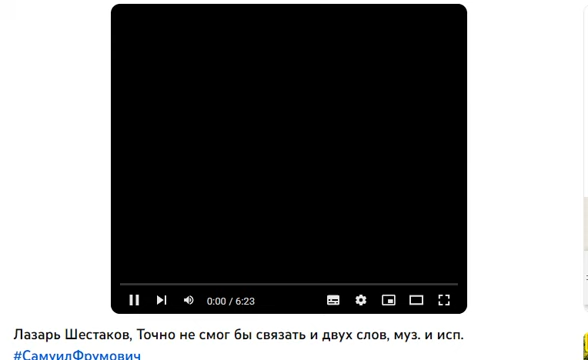 0:00 / 6:23
Лазарь Шестаков, Точно не смог бы связать и двух слов, муз. и исп.
#СамуилФрумович